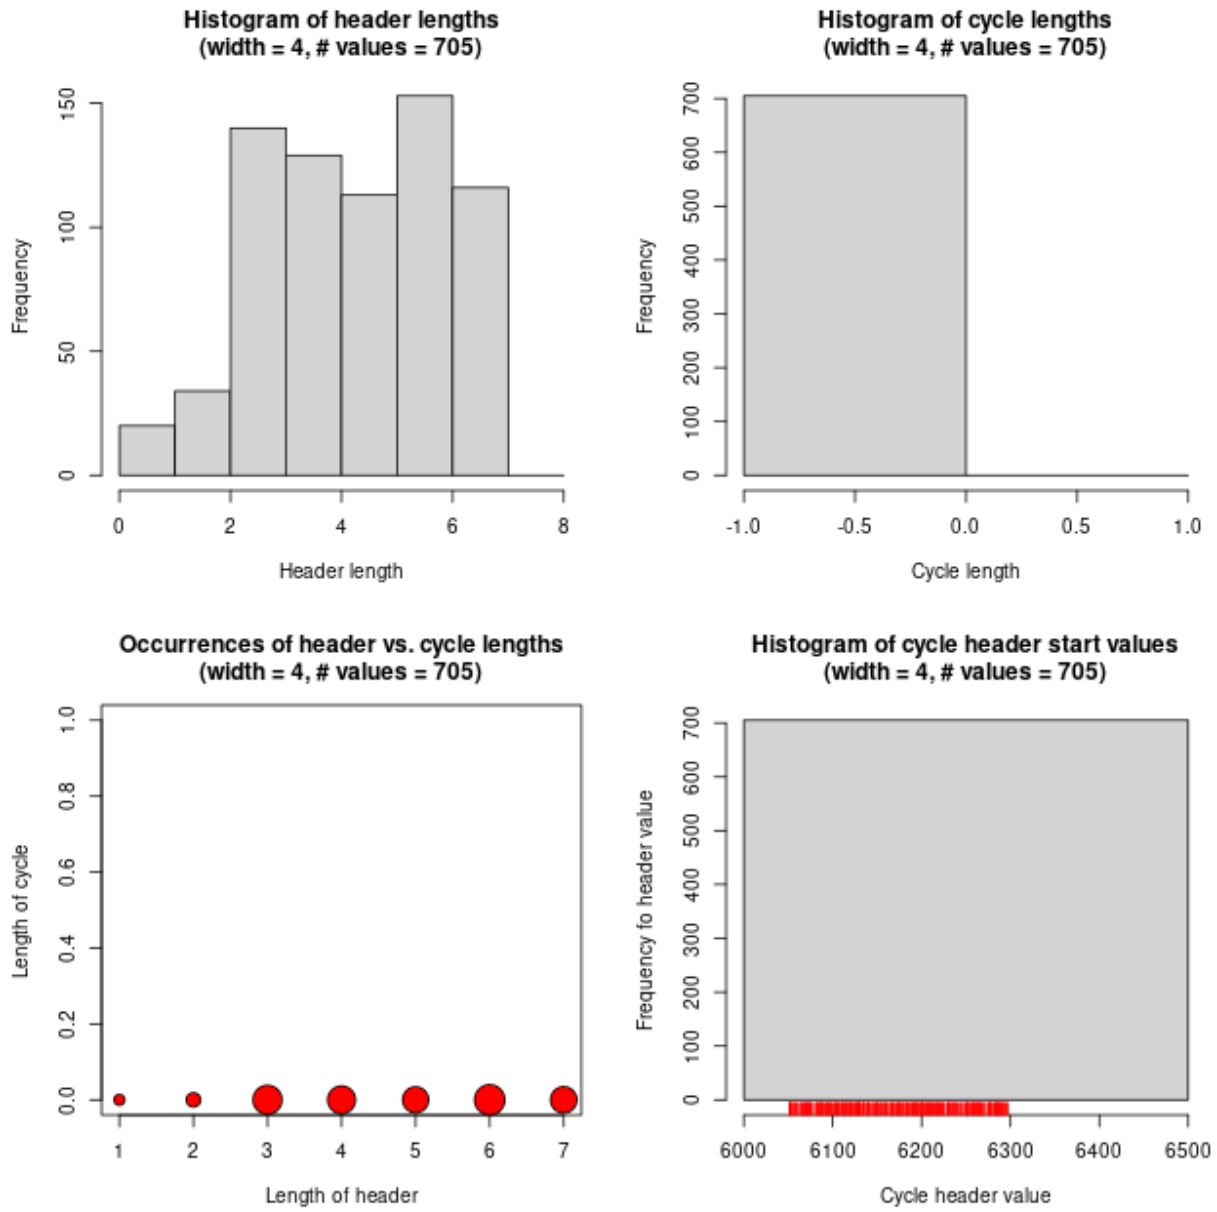 Histogram of header lengths
(width = 4, # values = 705)
Frequency
150
100
50
0
0 2 4 6 8
Header length
Histogram of cycle lengths
(width = 4, # values = 705)
Frequency
700
600
500
400
300
200
100
0
-1.0 -0.5 0.0 0.5 1.0
Cycle length
Occurrences of header vs. cycle lengths
(width = 4, # values = 705)
Length of cycle
1.0
0.8
0.6
0.4
0.2
0.0
1 2 3 4 5 6 7
Length of header
Histogram of cycle header start values
(width = 4, # values = 705)
Frequency fo header value
700
600
500
400
300
200
100
0
6000 6100 6200 6300 6400 6500
Cycle header value